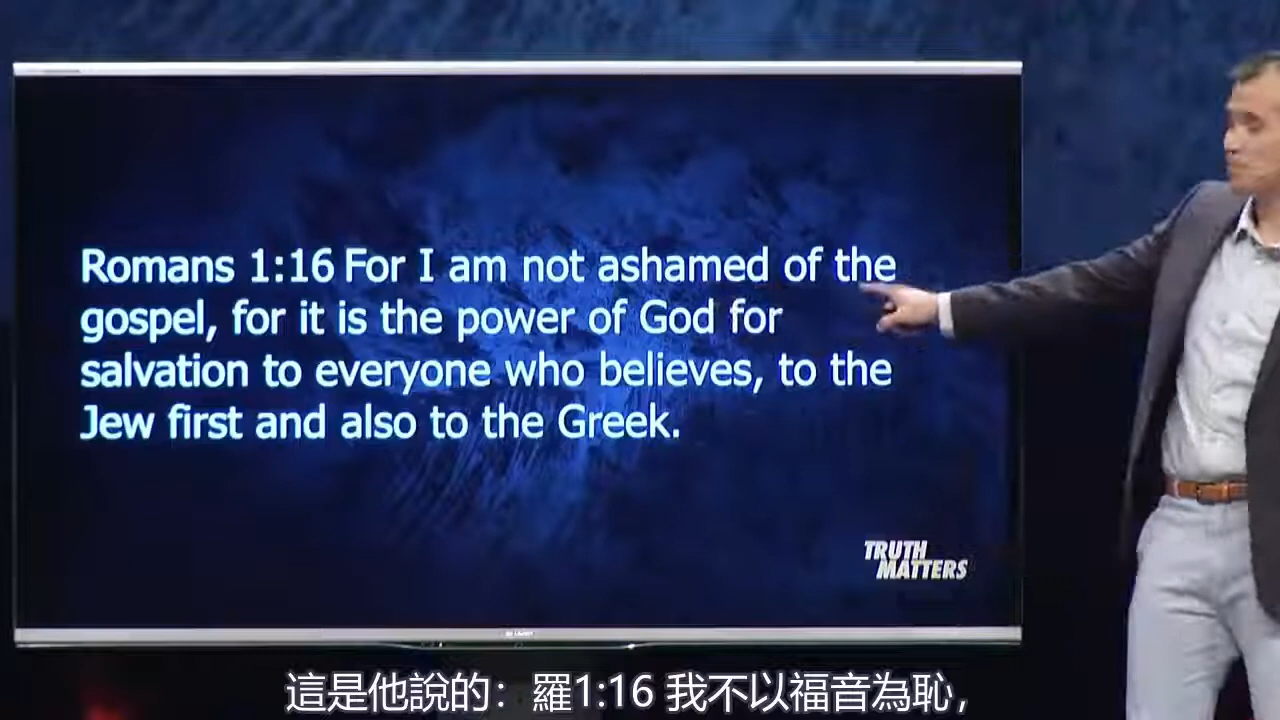 Romans 1:16 For I am not ashamed of the
gospel, for it is the power of God for
salvation to everyone who believes, to the
Jew first and also to the Greek.
TRUTH
MATTERS
這是他說的：羅1:16 我不以福音為恥，